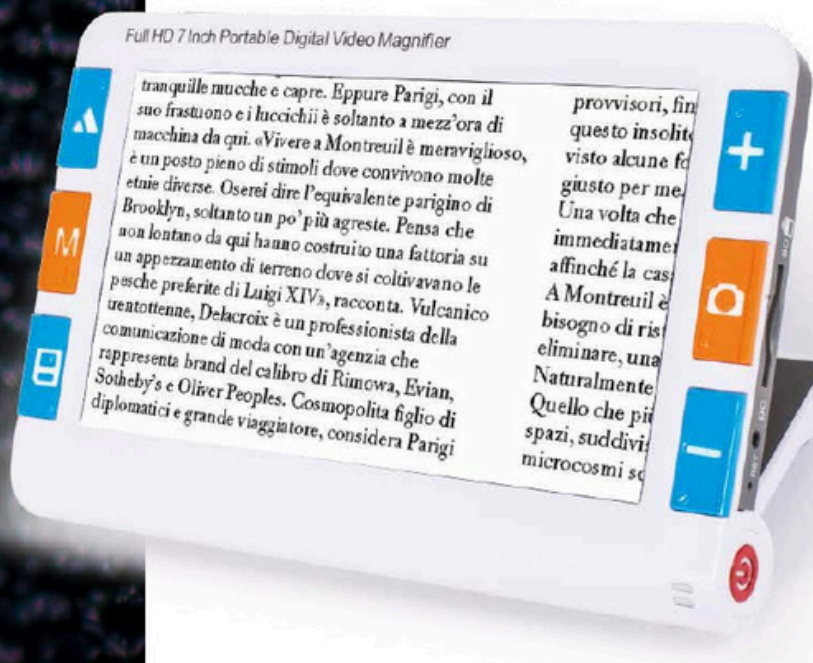 Full HD 7 Inch Portable Digital Video Magnifier
tranquille mucche e capre. Eppure Parigi, con il
suo frastuono e i luccichii è soltanto a mezz'ora di
macchina da qui. «Vivere a Montreuil è meraviglioso,
è un posto pieno di stimoli dove convivono molte
etnie diverse. Oserei dire l'equivalente parigino di
Brooklyn, soltanto un po' più agreste. Pensa che
non lontano da qui hanno costruito una fattoria su
un appezzamento di terreno dove si coltivavano le
pesche preferite di Luigi XIV», racconta. Vulcanico
trentottenne, Delacroix è un professionista della
comunicazione di moda con un'agenzia che
rappresenta brand del calibro di Rimowa, Evian,
Sotheby's e Oliver Peoples. Cosmopolita figlio di
diplomatici e grande viaggiatore, considera Parigi
provvisori, fin
questo insolit
visto alcune fo
giusto per me.
Una volta che
immediatamen
affinché la cas
A Montreuil è
bisogno di rist
eliminare, una
Naturalmente
Quello che pi
spazi, suddivi
microcosmi so
M
DC